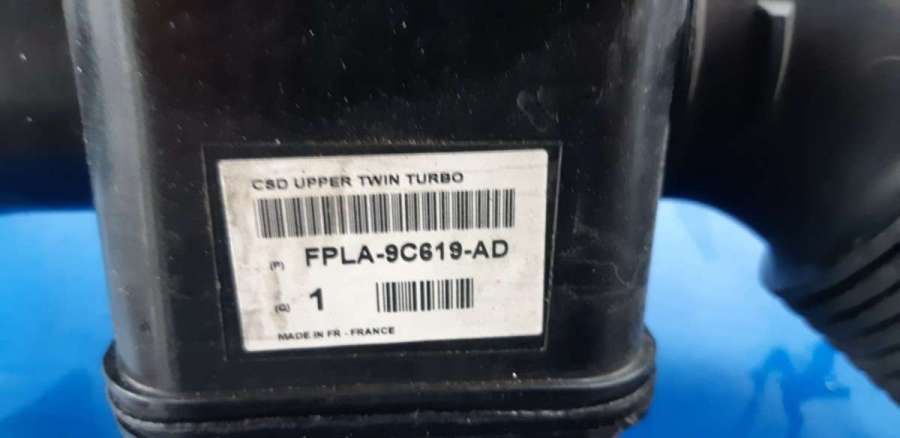 CSD UPPER TWIN TURBO
(P) FPLA-9C619-AD
(Q) 1
MADE IN FR - FRANCE